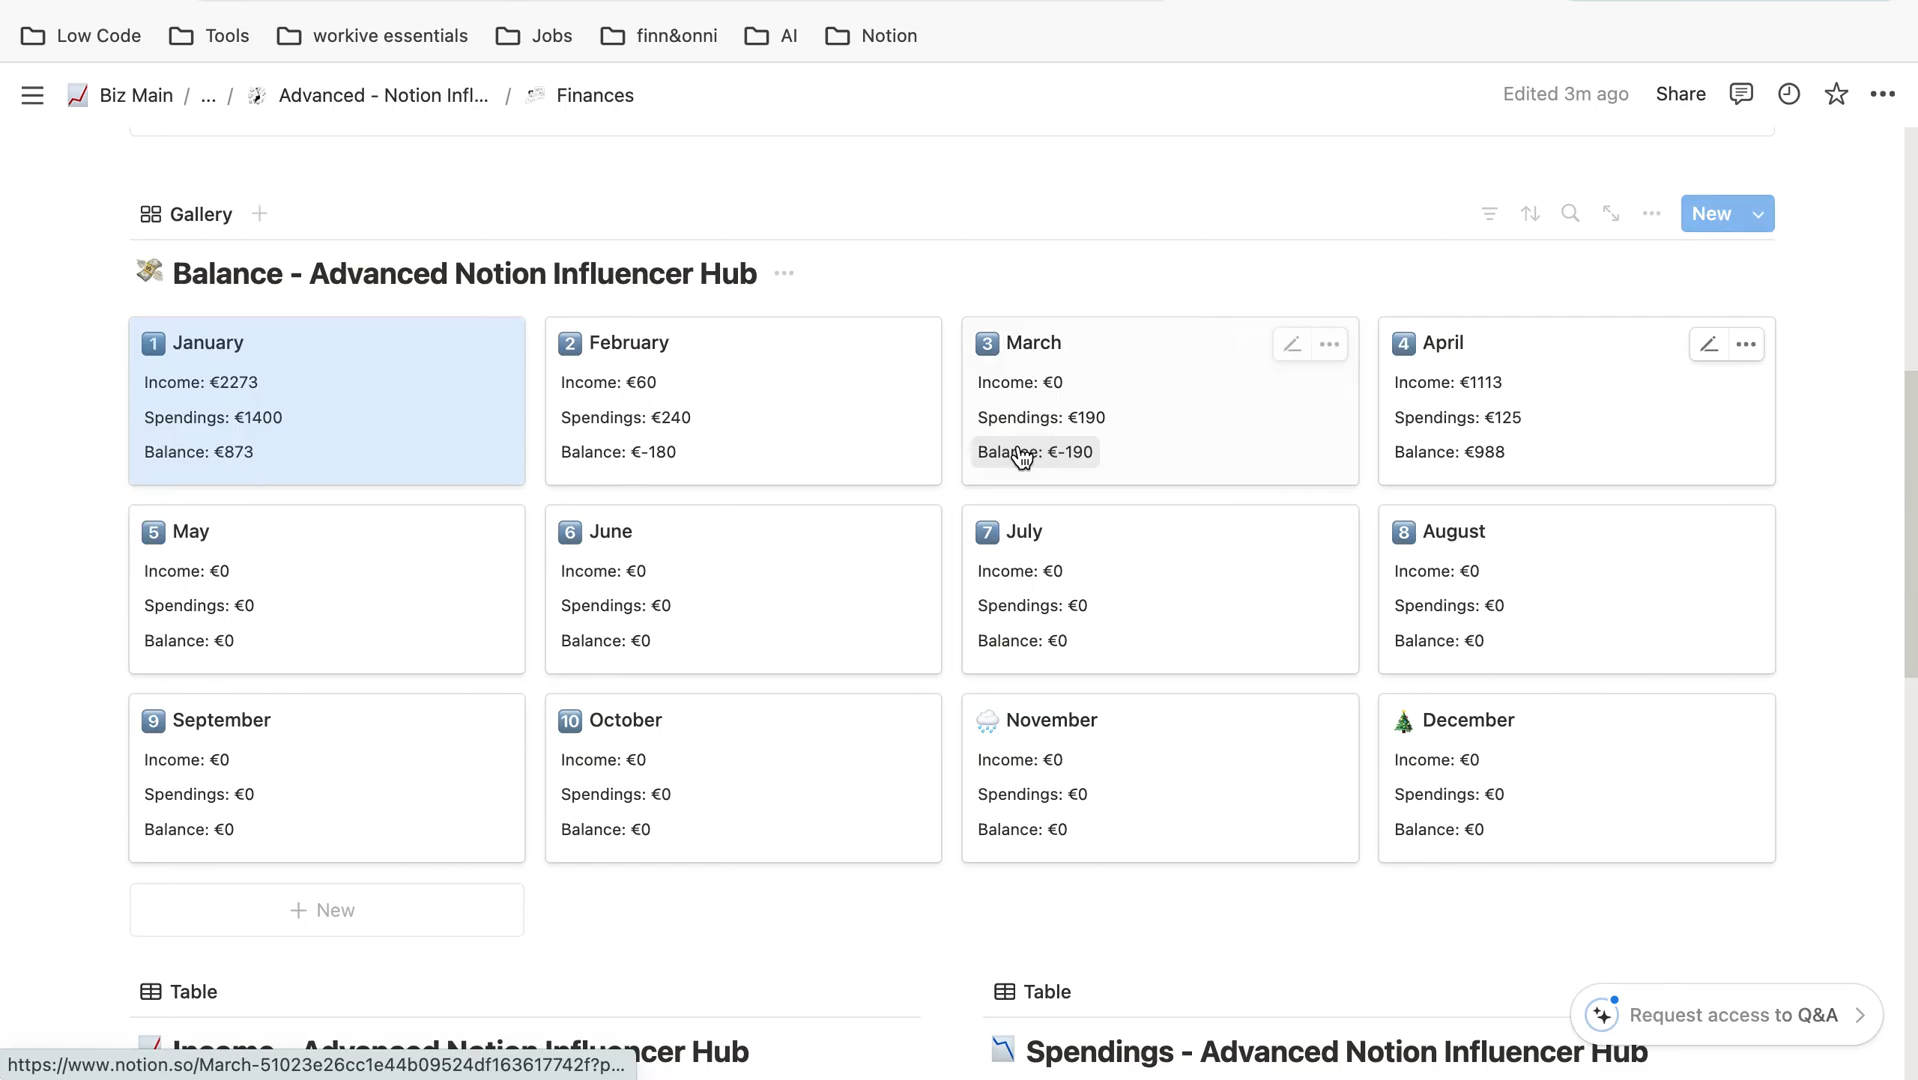 Low Code Tools workive essentials Jobs finn&onni AI Notion
Biz Main / ... / Advanced - Notion Infl... / Finances Edited 3m ago Share
Gallery New
Balance - Advanced Notion Influencer Hub
1 January
Income: €2273
Spendings: €1400
Balance: €873
2 February
Income: €60
Spendings: €240
Balance: €-180
3 March
Income: €0
Spendings: €190
Balance: €-190
4 April
Income: €1113
Spendings: €125
Balance: €988
5 May
Income: €0
Spendings: €0
Balance: €0
6 June
Income: €0
Spendings: €0
Balance: €0
7 July
Income: €0
Spendings: €0
Balance: €0
8 August
Income: €0
Spendings: €0
Balance: €0
9 September
Income: €0
Spendings: €0
Balance: €0
10 October
Income: €0
Spendings: €0
Balance: €0
November
Income: €0
Spendings: €0
Balance: €0
December
Income: €0
Spendings: €0
Balance: €0
+ New
Table
Table
Request access to Q&A
Income - Advanced Notion Influencer Hub
Spendings - Advanced Notion Influencer Hub
https://www.notion.so/March-51023e26cc1e44b09524df163617742f?p...